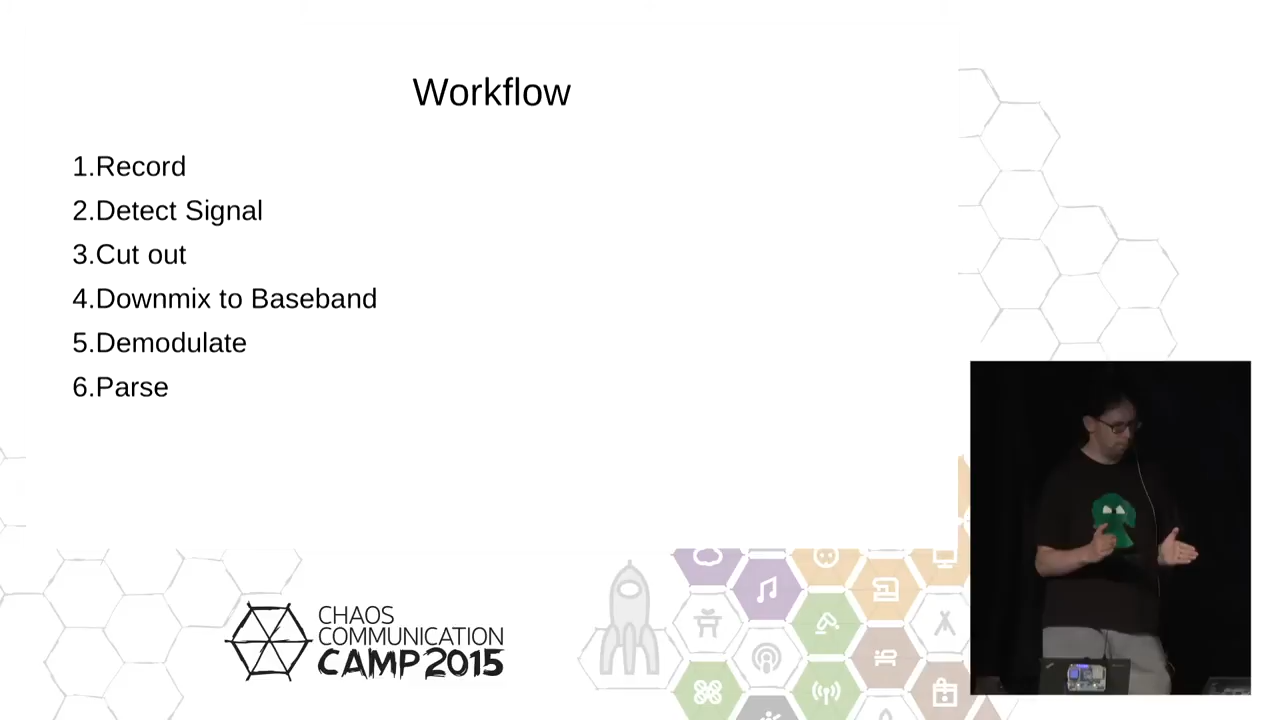 Workflow
1.Record
2.Detect Signal
3.Cut out
4.Downmix to Baseband
5.Demodulate
6.Parse
CHAOS
COMMUNICATION
CAMP 2015